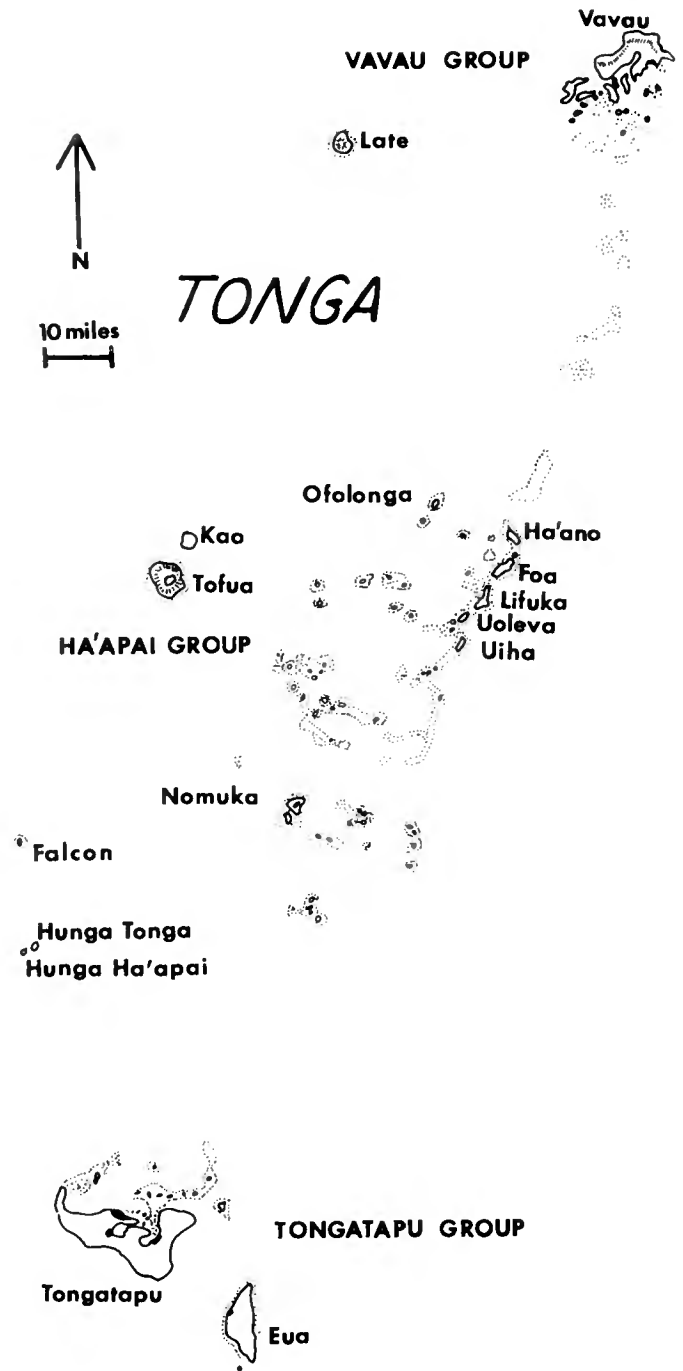 Vavau
VAVAU GROUP
Late
N
TONGA
10 miles
Ofolonga
Ha'ano
Kao
Foa
Tofua
Lifuka
Uoleva
HA'APAI GROUP
Uiha
Nomuka
Falcon
Hunga Tonga
Hunga Ha'apai
TONGATAPU GROUP
Tongatapu
Eua